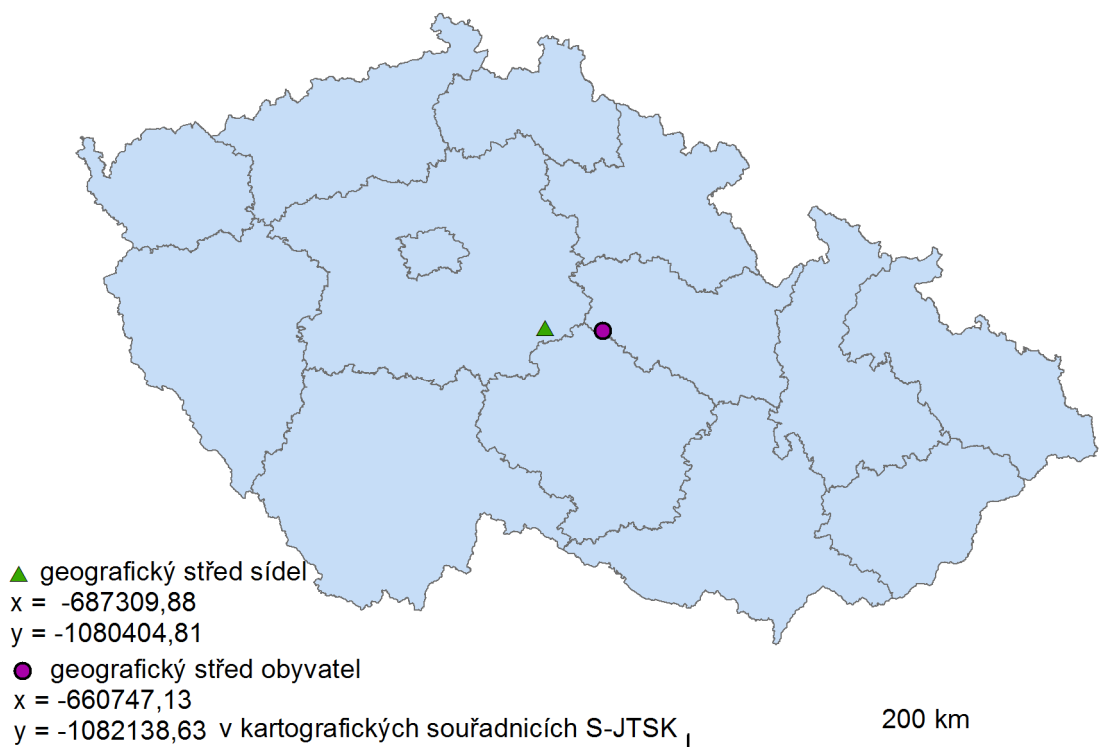 geografický střed sídel
x = -687309,88
y = -1080404,81
geografický střed obyvatel
x = -660747,13
y = -1082138,63 v kartografických souřadnicích S-JTSK
200 km